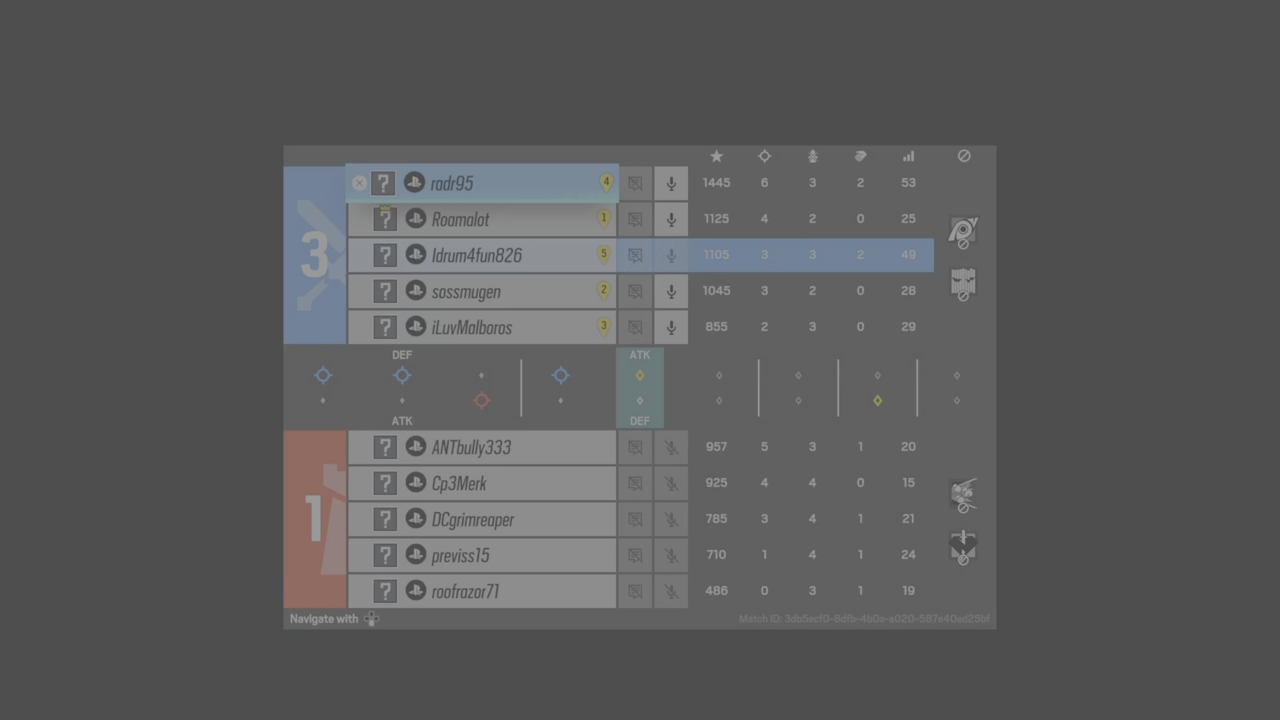 3
? radr95 4 1445 6 3 2 53
? Roamalot 1 1125 4 2 0 25
? ldrum4fun826 5 1105 3 3 2 49
? sossmugen 2 1045 3 2 0 28
? iLuvMalboros 3 855 2 3 0 29
DEF ATK
ATK DEF
1
? ANTbully333 957 5 3 1 20
? Cp3Merk 925 4 4 0 15
? DCgrimreaper 785 3 4 1 21
? previss15 710 1 4 1 24
? roofrazor71 486 0 3 1 19
Navigate with
Match ID: